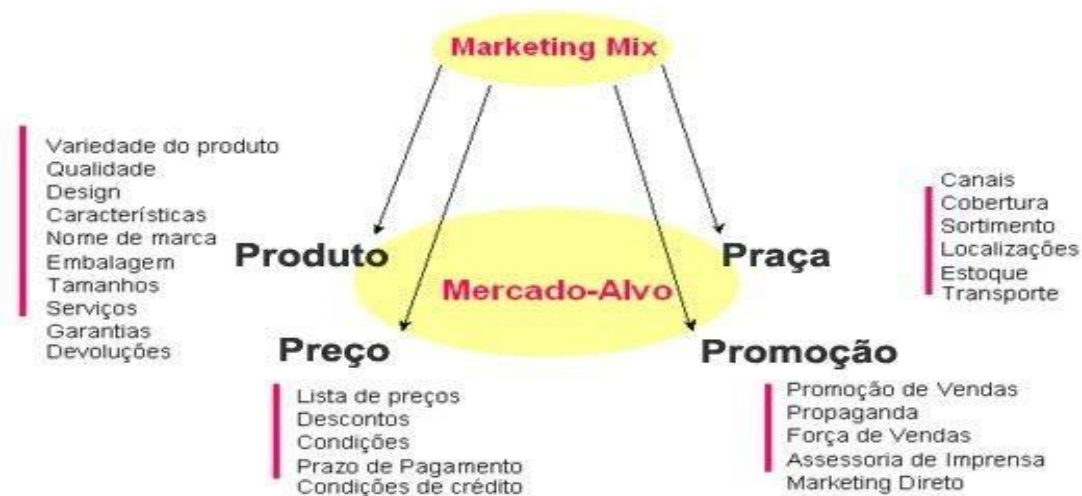 Marketing Mix
Variedade do produto
Qualidade
Design
Características
Nome de marca
Embalagem
Tamanhos
Serviços
Garantias
Devoluções
Produto
Mercado-Alvo
Praça
Canais
Cobertura
Sortimento
Localizações
Estoque
Transporte
Preço
Lista de preços
Descontos
Condições
Prazo de Pagamento
Condições de crédito
Promoção
Promoção de Vendas
Propaganda
Força de Vendas
Assessoria de Imprensa
Marketing Direto